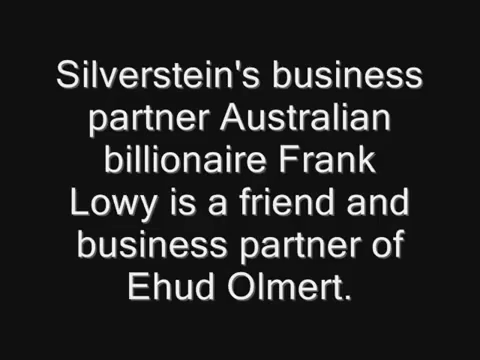 Silverstein's business
partner Australian
billionaire Frank
Lowy is a friend and
business partner of
Ehud Olmert.